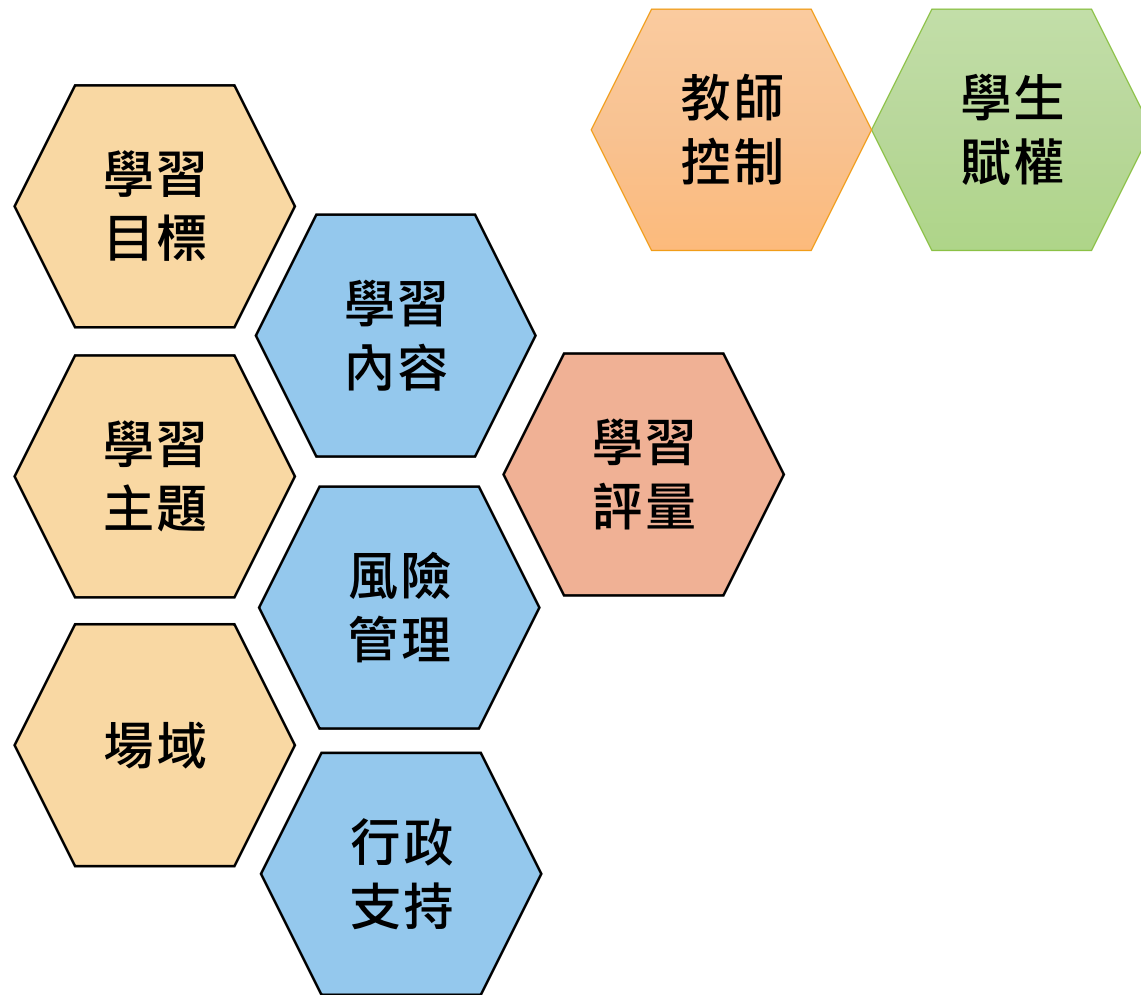 教師
控制
學生
賦權
學習
目標
學習
內容
學習
主題
學習
評量
風險
管理
場域
行政
支持